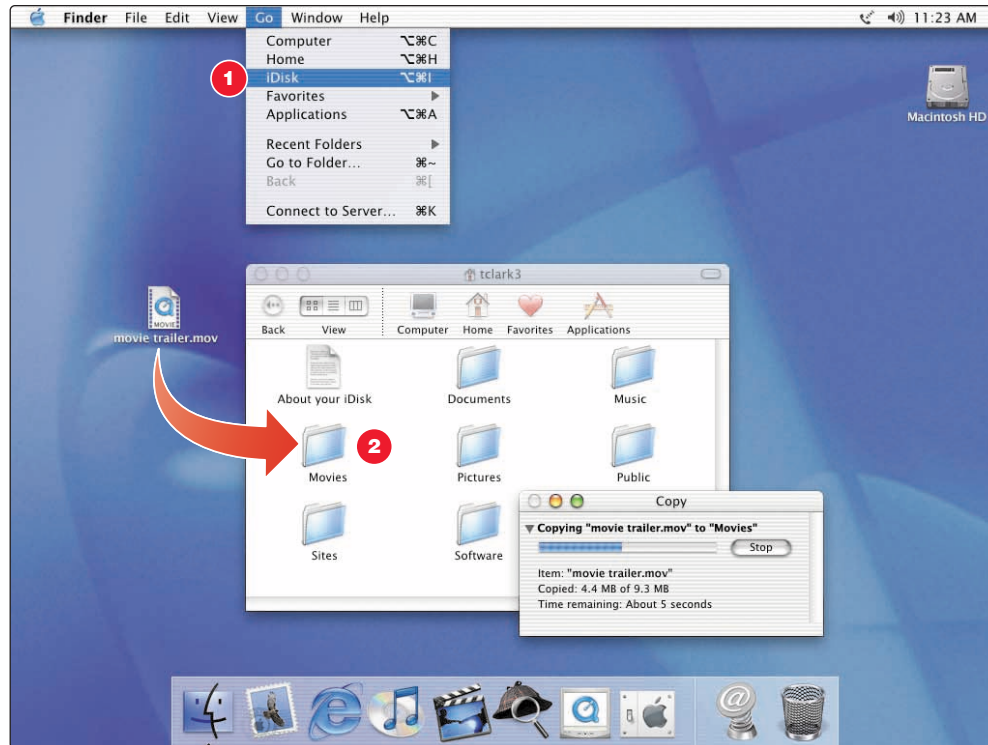 Finder File Edit View Go Window Help 11:23 AM
Computer ⌥⌘C
Home ⌥⌘H
1
iDisk ⌥⌘I
Favorites
Applications ⌥⌘A
Recent Folders
Go to Folder... ⌘~
Back ⌘[
Connect to Server... ⌘K
Macintosh HD
MOVIE
movie trailer.mov
tclark3
Back View Computer Home Favorites Applications
About your iDisk Documents Music
2
Movies Pictures Public
Sites Software
Copy
Copying "movie trailer.mov" to "Movies"
Stop
Item: "movie trailer.mov"
Copied: 4.4 MB of 9.3 MB
Time remaining: About 5 seconds